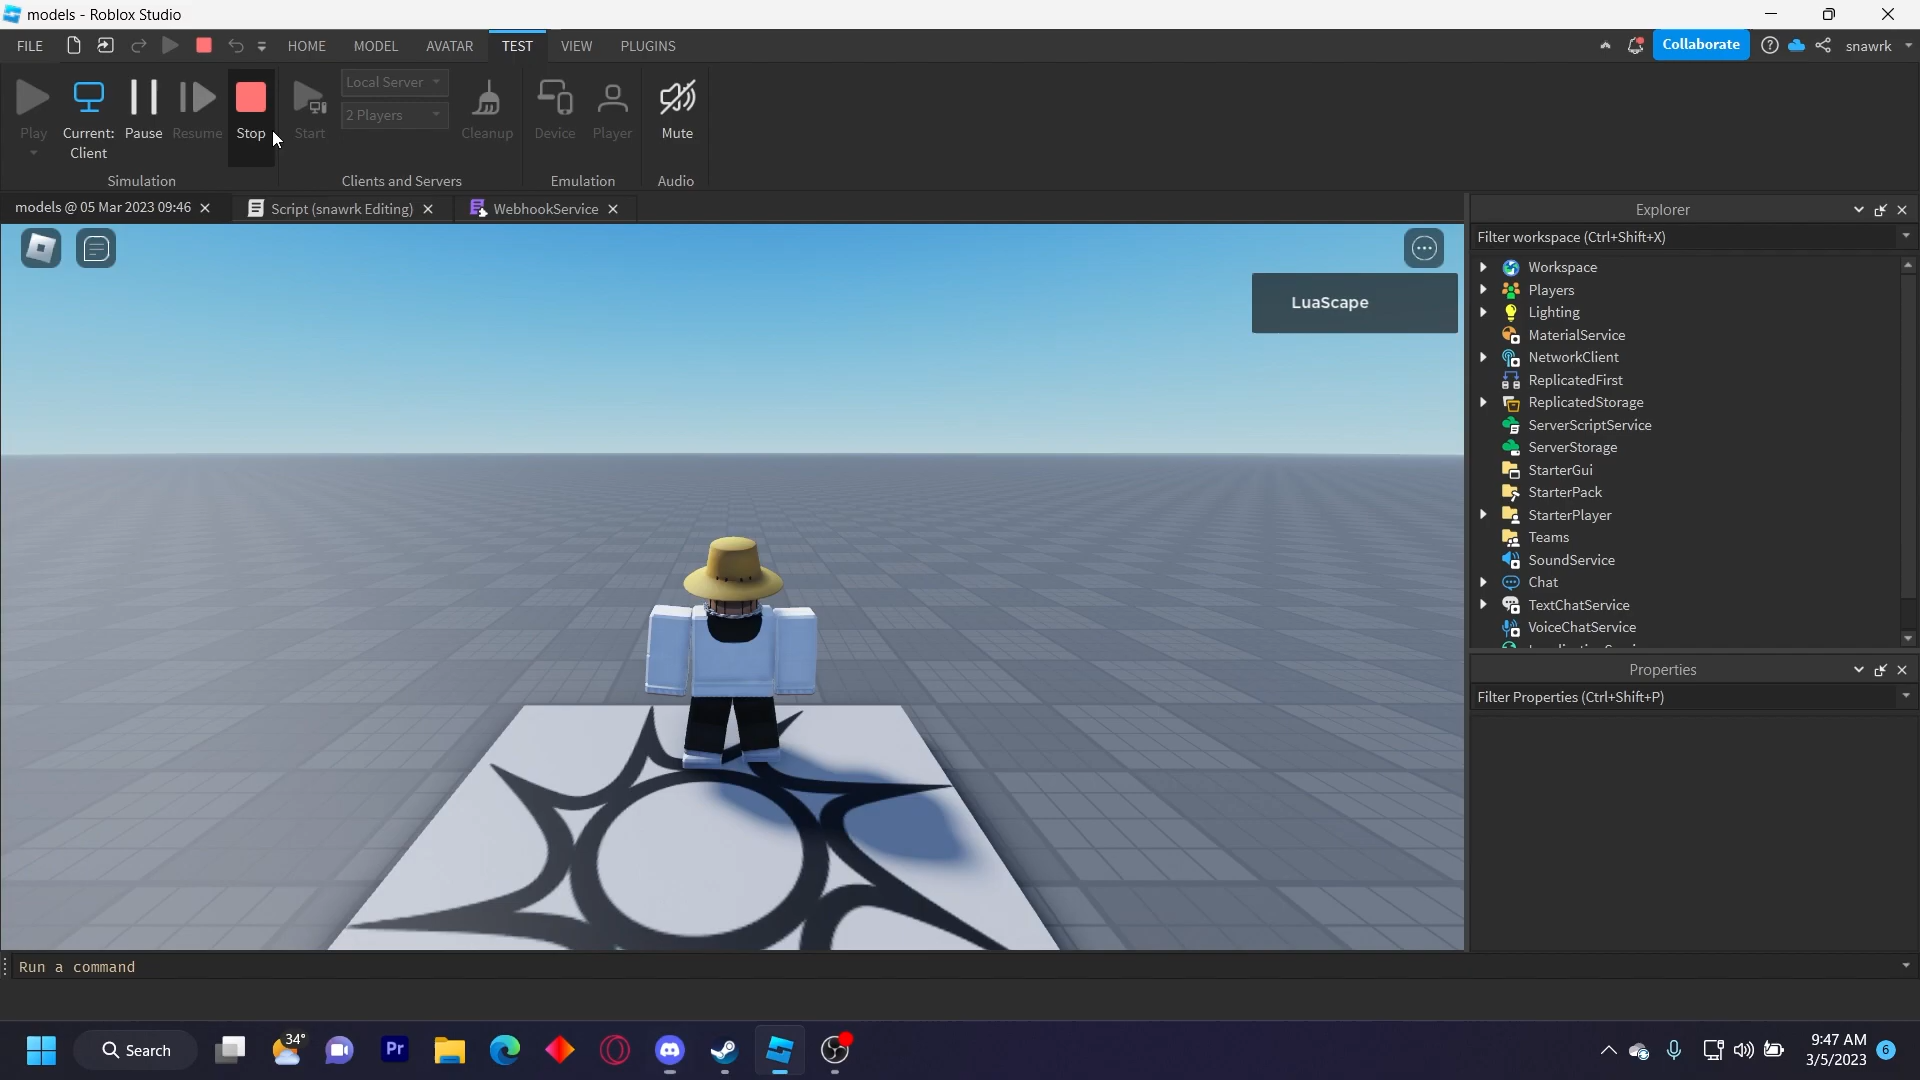 models - Roblox Studio
FILE HOME MODEL AVATAR TEST VIEW PLUGINS Collaborate snawrk
Play Current: Client Pause Resume Stop Start Local Server 2 Players Cleanup Device Player Mute
Simulation Clients and Servers Emulation Audio
models @ 05 Mar 2023 09:46 Script (snawrk Editing) WebhookService
LuaScape
Explorer
Filter workspace (Ctrl+Shift+X)
Workspace
Players
Lighting
MaterialService
NetworkClient
ReplicatedFirst
ReplicatedStorage
ServerScriptService
ServerStorage
StarterGui
StarterPack
StarterPlayer
Teams
SoundService
Chat
TextChatService
VoiceChatService
Properties
Filter Properties (Ctrl+Shift+P)
Run a command
Search 34° Pr 9:47 AM
3/5/2023 6